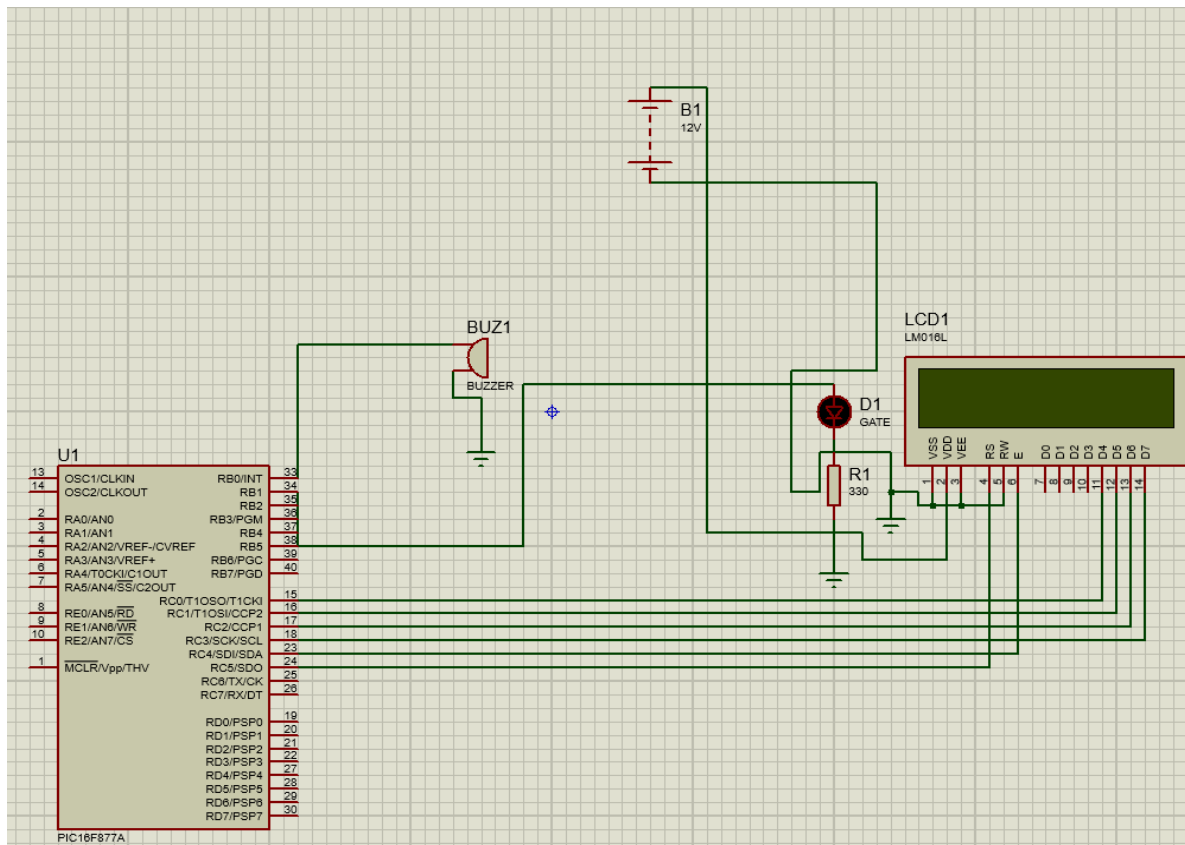 B1
12V
BUZ1
BUZZER
LCD1
LM016L
VSS
VDD
VEE
RS
RW
E
D0
D1
D2
D3
D4
D5
D6
D7
1
2
3
4
5
6
7
8
9
10
11
12
13
14
D1
GATE
R1
330
U1
13 OSC1/CLKIN RB0/INT 33
14 OSC2/CLKOUT RB1 34
RB2 35
2 RA0/AN0 RB3/PGM 36
3 RA1/AN1 RB4 37
4 RA2/AN2/VREF-/CVREF RB5 38
5 RA3/AN3/VREF+ RB6/PGC 39
6 RA4/T0CKI/C1OUT RB7/PGD 40
7 RA5/AN4/SS/C2OUT
RC0/T1OSO/T1CKI 15
8 RE0/AN5/RD RC1/T1OSI/CCP2 16
9 RE1/AN6/WR RC2/CCP1 17
10 RE2/AN7/CS RC3/SCK/SCL 18
RC4/SDI/SDA 23
1 MCLR/Vpp/THV RC5/SDO 24
RC6/TX/CK 25
RC7/RX/DT 26
RD0/PSP0 19
RD1/PSP1 20
RD2/PSP2 21
RD3/PSP3 22
RD4/PSP4 27
RD5/PSP5 28
RD6/PSP6 29
RD7/PSP7 30
PIC16F877A